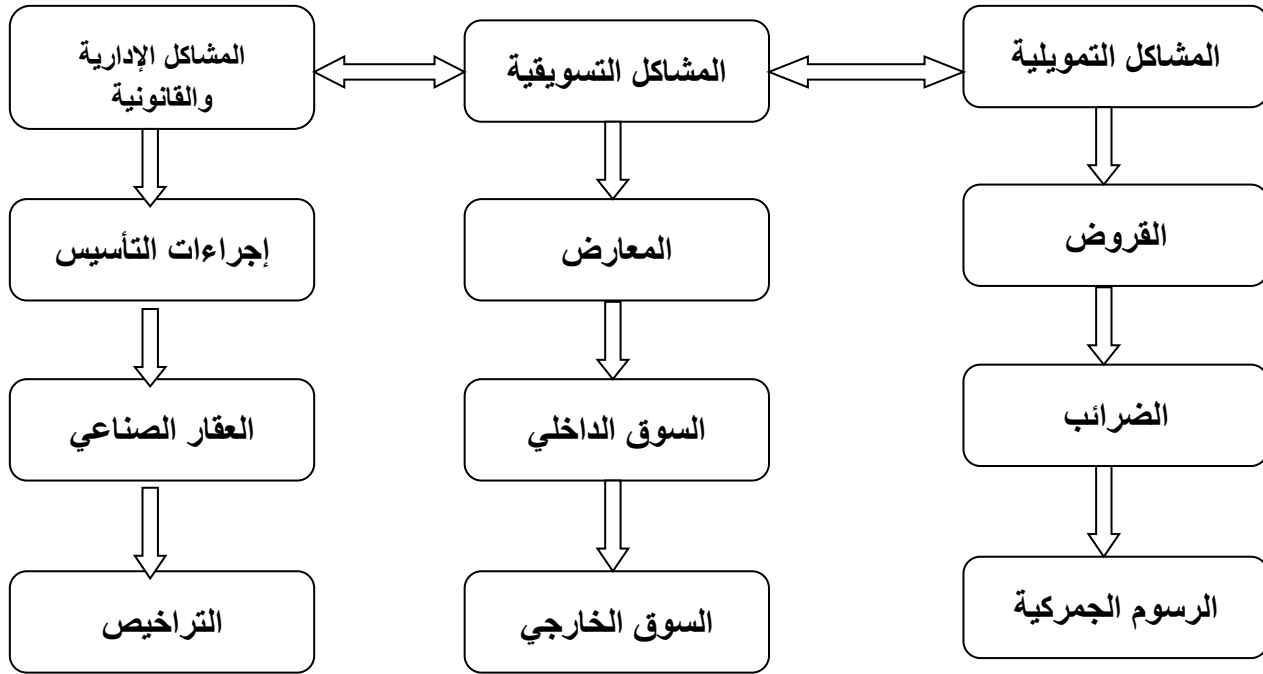 المشاكل التمويلية
المشاكل التسويقية
المشاكل الإدارية
والقانونية
القروض
المعارض
إجراءات التأسيس
الضرائب
السوق الداخلي
العقار الصناعي
الرسوم الجمركية
السوق الخارجي
التراخيص